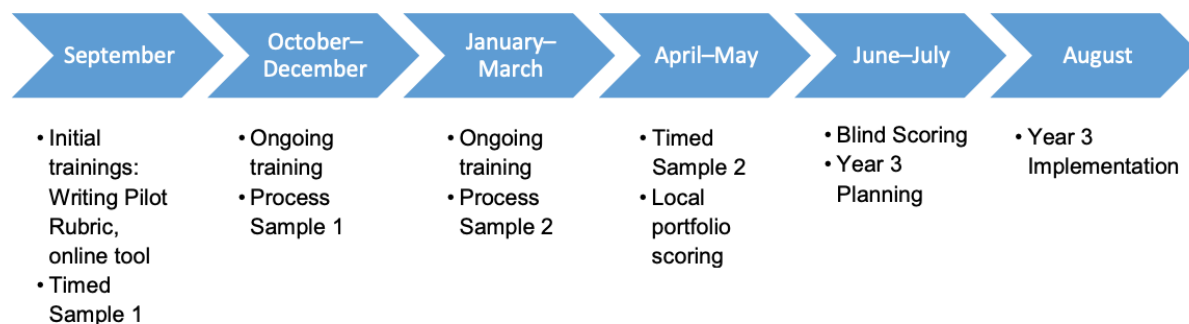 September
• Initial
trainings:
Writing Pilot
Rubric,
online tool
• Timed
Sample 1
October–
December
• Ongoing
training
• Process
Sample 1
January–
March
• Ongoing
training
• Process
Sample 2
April–May
• Timed
Sample 2
• Local
portfolio
scoring
June–July
• Blind Scoring
• Year 3
Planning
August
• Year 3
Implementation